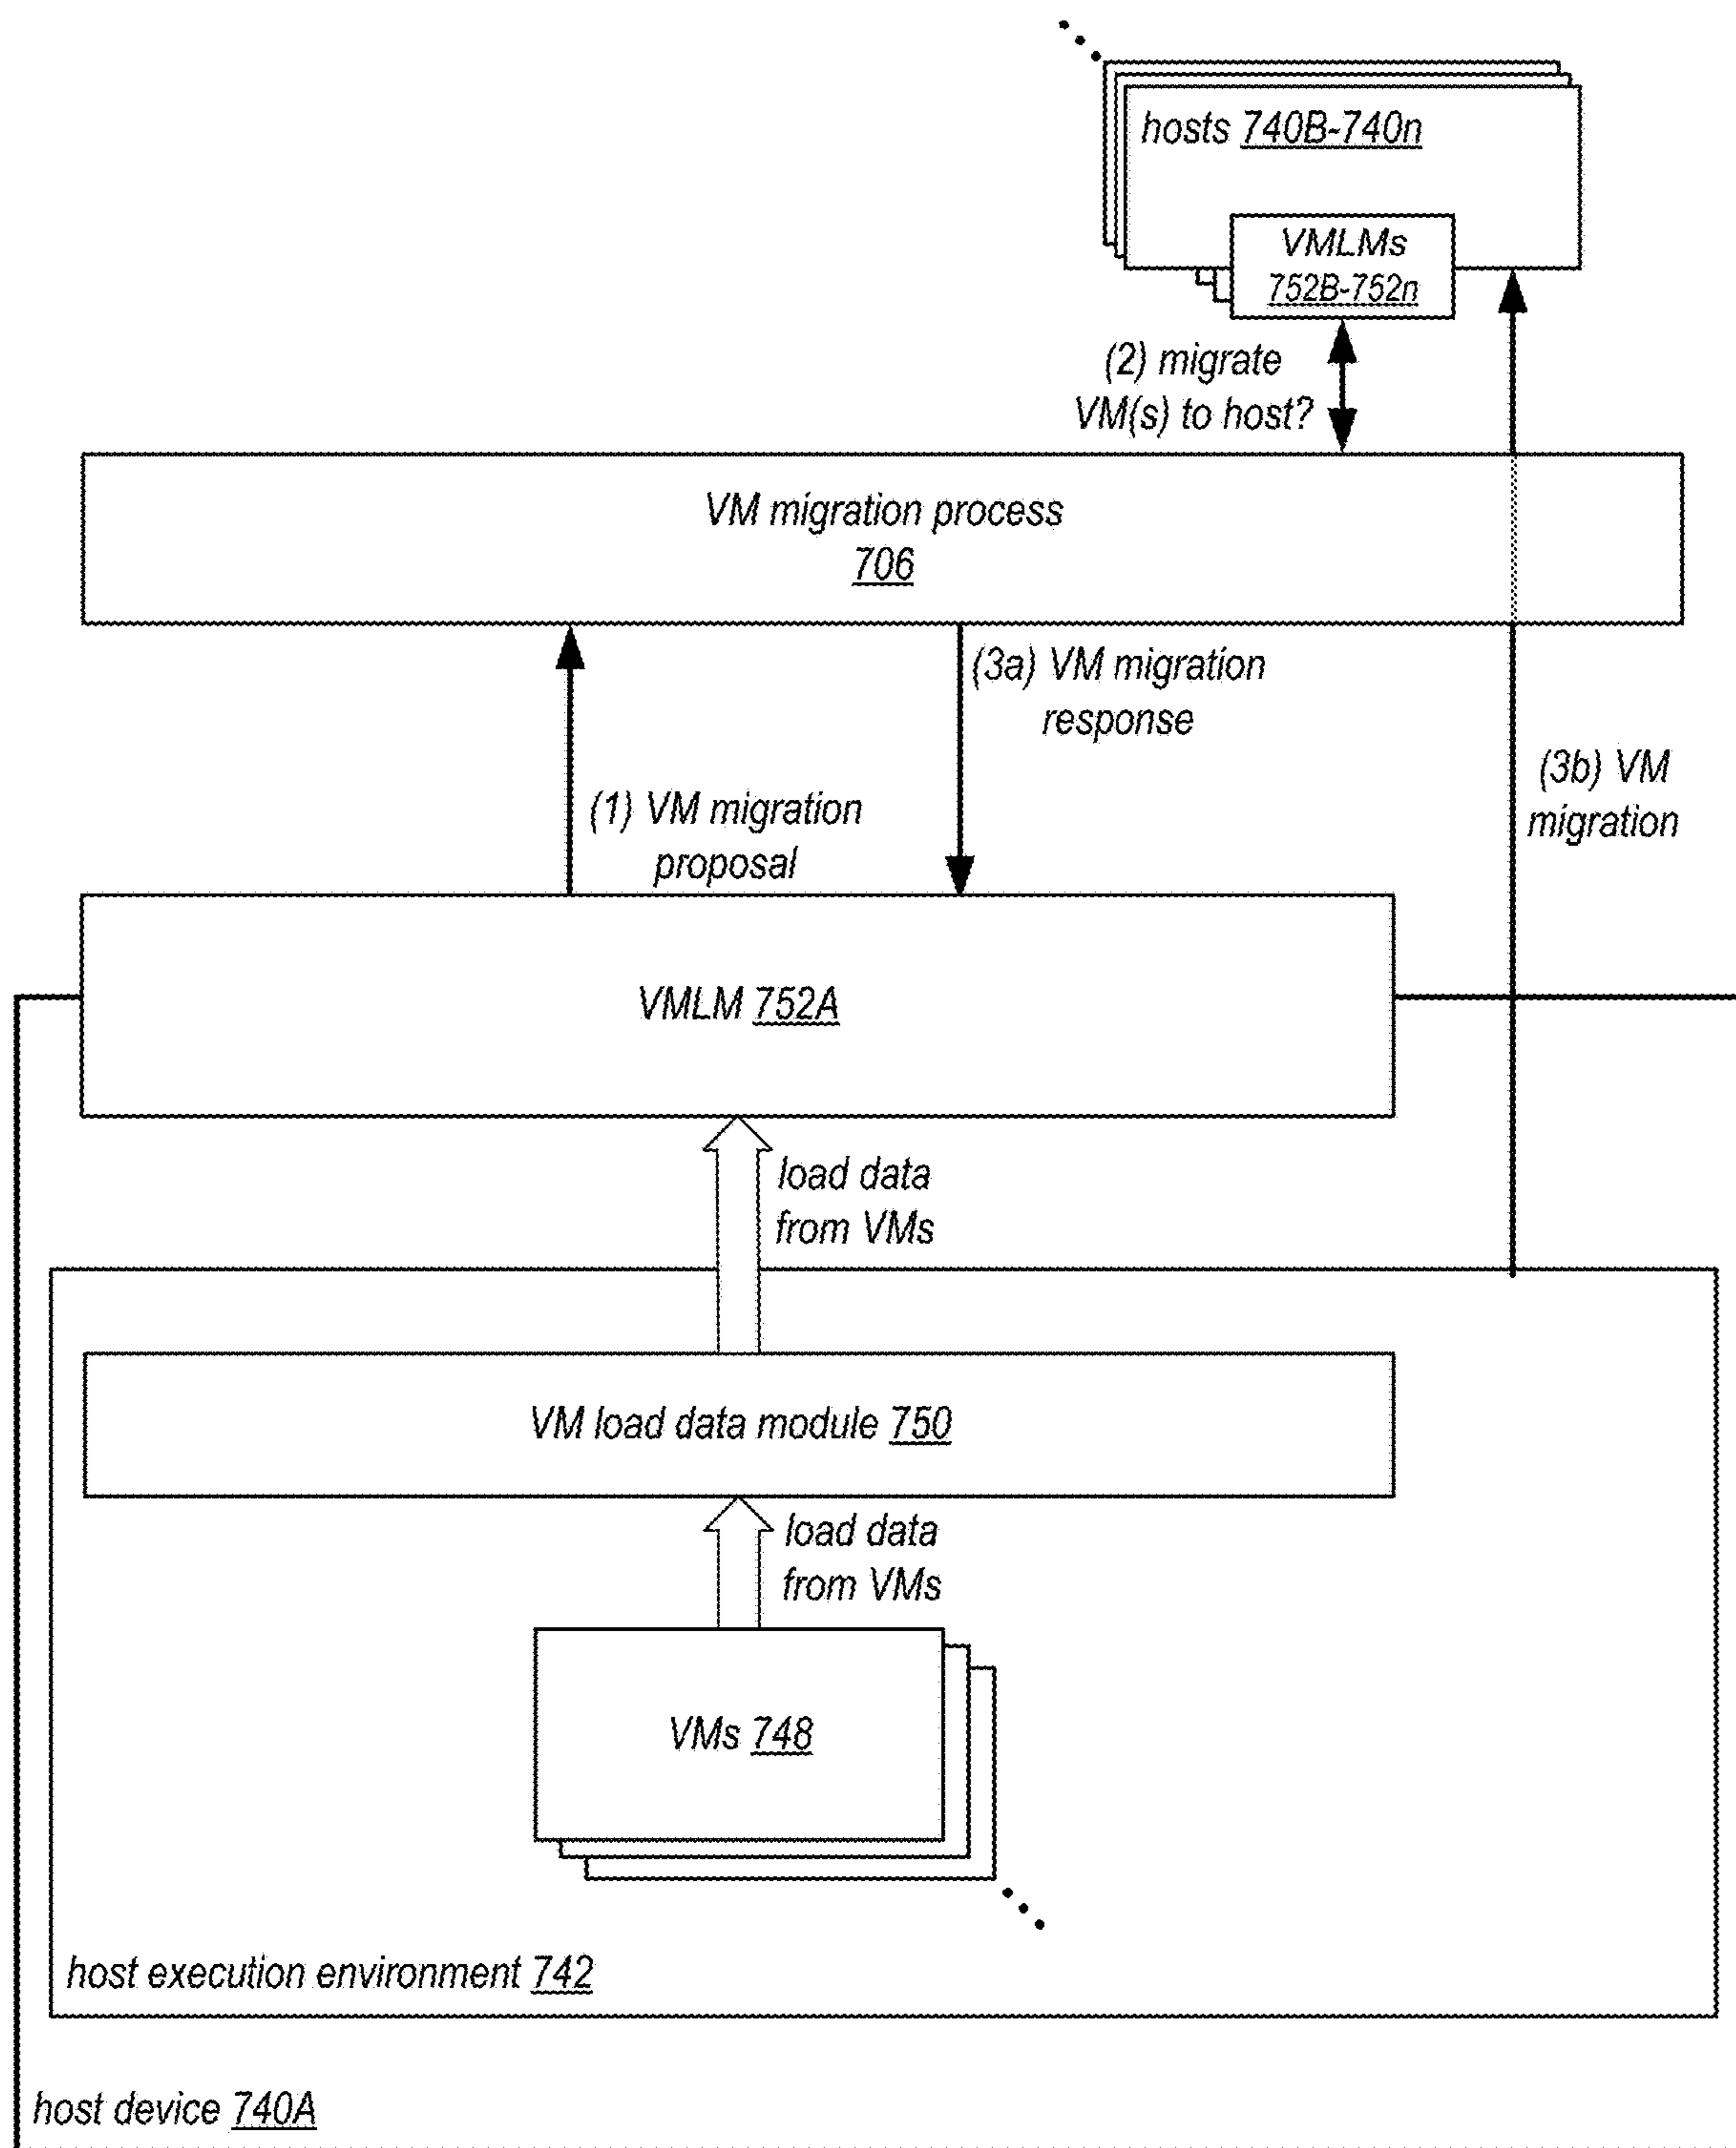 hosts 740B-740n
VMLMs
752B-752n
(2) migrate
VM(s) to host?
VM migration process
706
(3a) VM migration
response
(3b) VM
migration
(1) VM migration
proposal
VMLM 752A
load data
from VMs
VM load data module 750
load data
from VMs
VMs 748
host execution environment 742
host device 740A